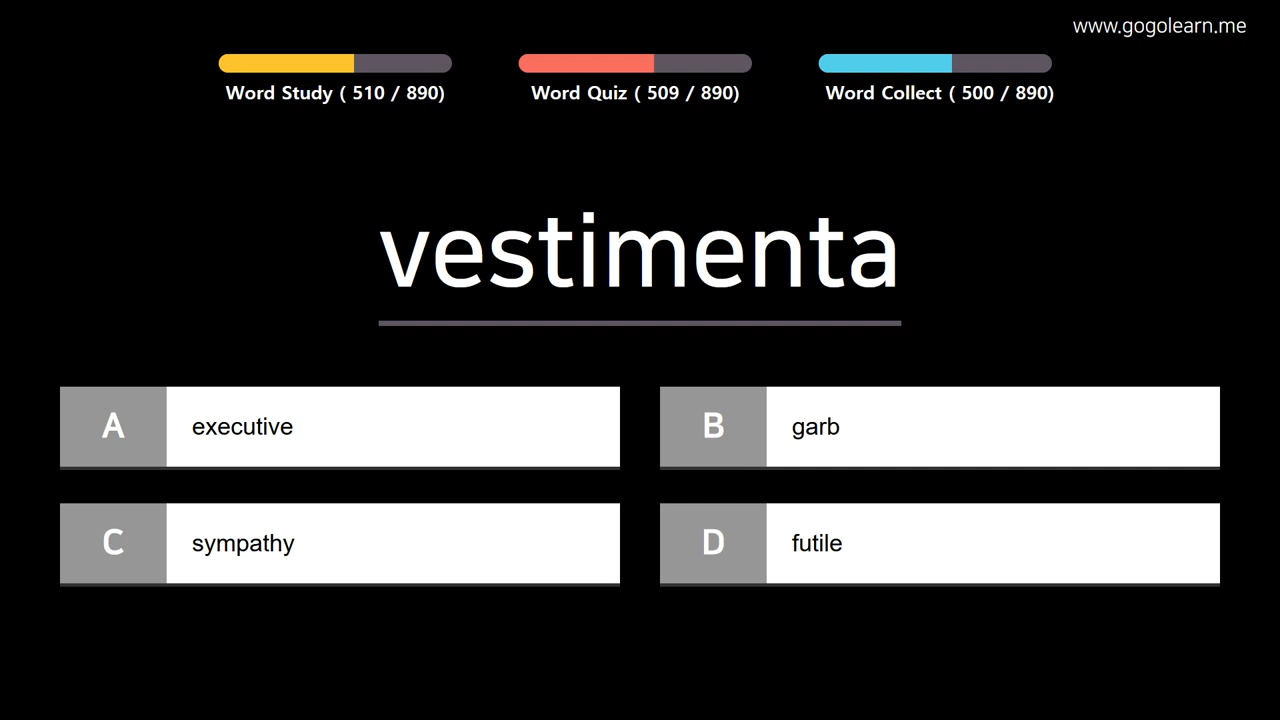 www.gogolearn.me
Word Study ( 510 / 890)
Word Quiz ( 509 / 890)
Word Collect ( 500 / 890)
vestimenta
A executive
B garb
C sympathy
D futile